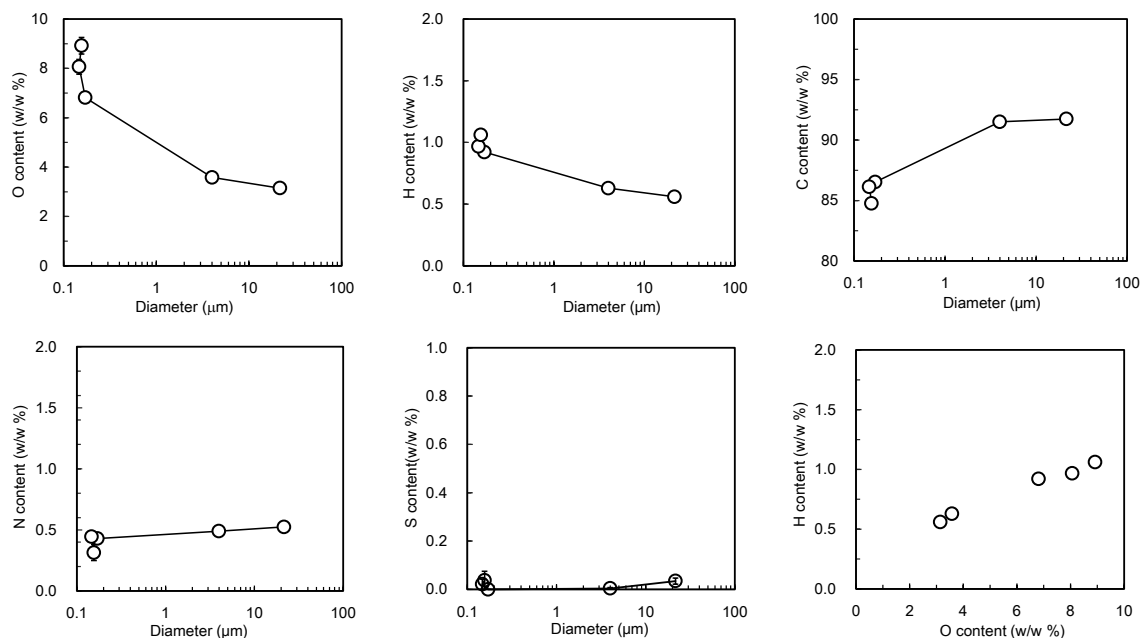 O content (w/w %)
10
8
6
4
2
0
0.1 1 10 100
Diameter (μm)
H content (w/w %)
2.0
1.5
1.0
0.5
0.0
0.1 1 10 100
Diameter (µm)
C content (w/w %)
100
95
90
85
80
0.1 1 10 100
Diameter (µm)
N content (w/w %)
2.0
1.5
1.0
0.5
0.0
0.1 1 10 100
Diameter (µm)
S content(w/w %)
1.0
0.8
0.6
0.4
0.2
0.0
0.1 1 10 100
Diameter (µm)
H content (w/w %)
2.0
1.5
1.0
0.5
0.0
0 2 4 6 8 10
O content (w/w %)